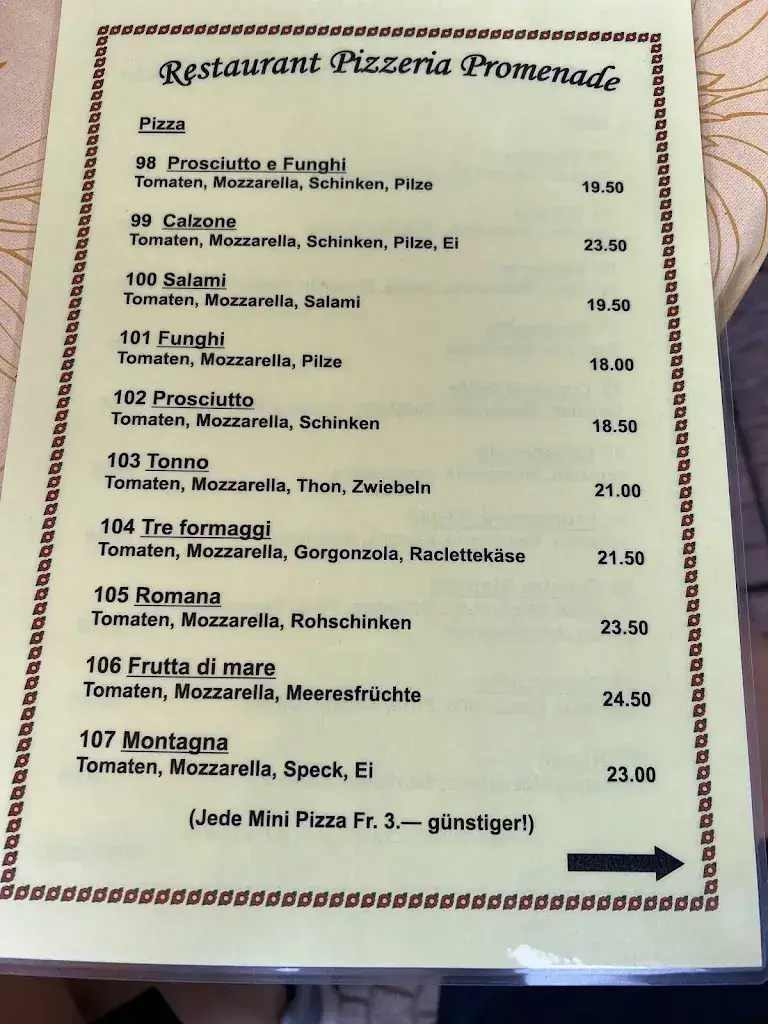 Restaurant Pizzeria Promenade
Pizza
98 Prosciutto e Funghi
Tomaten, Mozzarella, Schinken, Pilze 19.50
99 Calzone
Tomaten, Mozzarella, Schinken, Pilze, Ei 23.50
100 Salami
Tomaten, Mozzarella, Salami 19.50
101 Funghi
Tomaten, Mozzarella, Pilze 18.00
102 Prosciutto
Tomaten, Mozzarella, Schinken 18.50
103 Tonno
Tomaten, Mozzarella, Thon, Zwiebeln 21.00
104 Tre formaggi
Tomaten, Mozzarella, Gorgonzola, Raclettekäse 21.50
105 Romana
Tomaten, Mozzarella, Rohschinken 23.50
106 Frutta di mare
Tomaten, Mozzarella, Meeresfrüchte 24.50
107 Montagna
Tomaten, Mozzarella, Speck, Ei 23.00
(Jede Mini Pizza Fr. 3.— günstiger!)